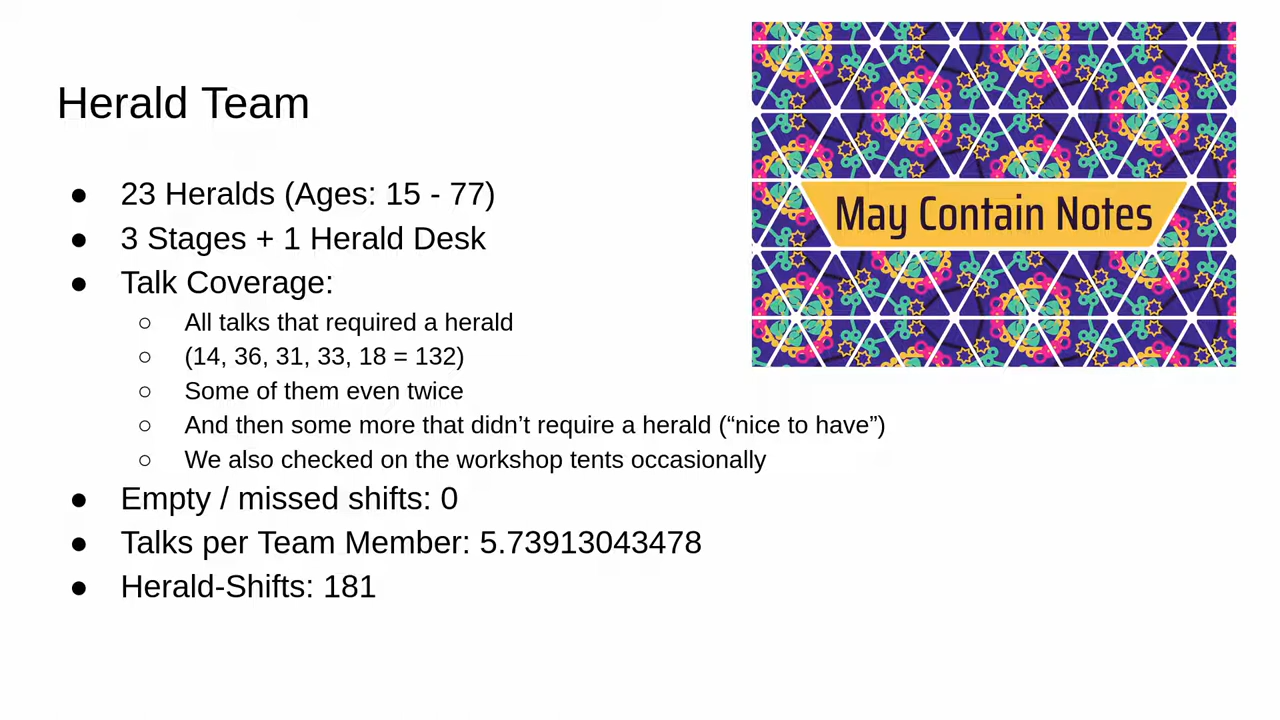 Herald Team
May Contain Notes
● 23 Heralds (Ages: 15 - 77)
● 3 Stages + 1 Herald Desk
● Talk Coverage:
○ All talks that required a herald
○ (14, 36, 31, 33, 18 = 132)
○ Some of them even twice
○ And then some more that didn’t require a herald (“nice to have”)
○ We also checked on the workshop tents occasionally
● Empty / missed shifts: 0
● Talks per Team Member: 5.73913043478
● Herald-Shifts: 181